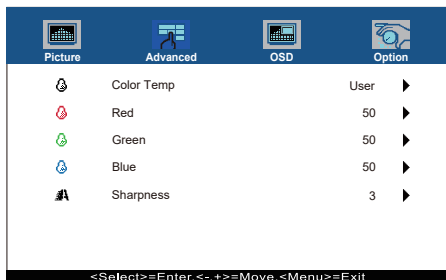 Picture Advanced OSD Option
Color Temp User
Red 50
Green 50
Blue 50
Sharpness 3
<Select>=Enter,<-,+>=Move,<Menu>=Exit